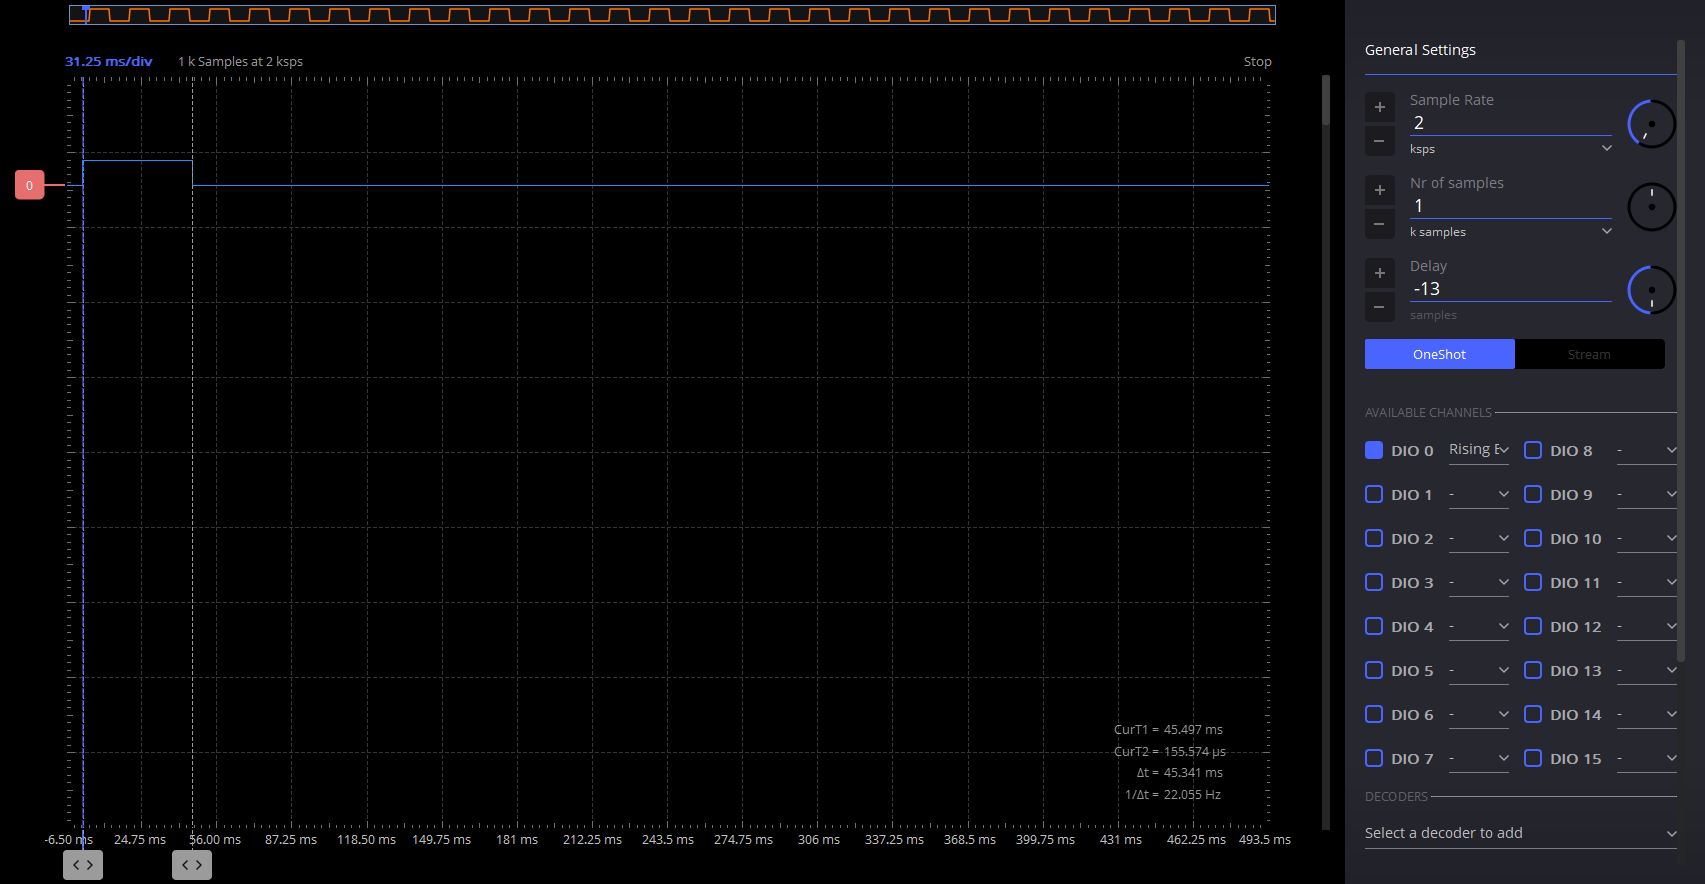 31.25 ms/div 1 k Samples at 2 ksps Stop
0
CurT1 = 45.497 ms
CurT2 = 155.574 µs
Δt = 45.341 ms
1/Δt = 22.055 Hz
-6.50 ms 24.75 ms 56.00 ms 87.25 ms 118.50 ms 149.75 ms 181 ms 212.25 ms 243.5 ms 274.75 ms 306 ms 337.25 ms 368.5 ms 399.75 ms 431 ms 462.25 ms 493.5 ms
General Settings
+ Sample Rate
2
− ksps
+ Nr of samples
1
− k samples
+ Delay
-13
− samples
OneShot Stream
AVAILABLE CHANNELS
DIO 0 Rising E DIO 8 -
DIO 1 - DIO 9 -
DIO 2 - DIO 10 -
DIO 3 - DIO 11 -
DIO 4 - DIO 12 -
DIO 5 - DIO 13 -
DIO 6 - DIO 14 -
DIO 7 - DIO 15 -
DECODERS
Select a decoder to add